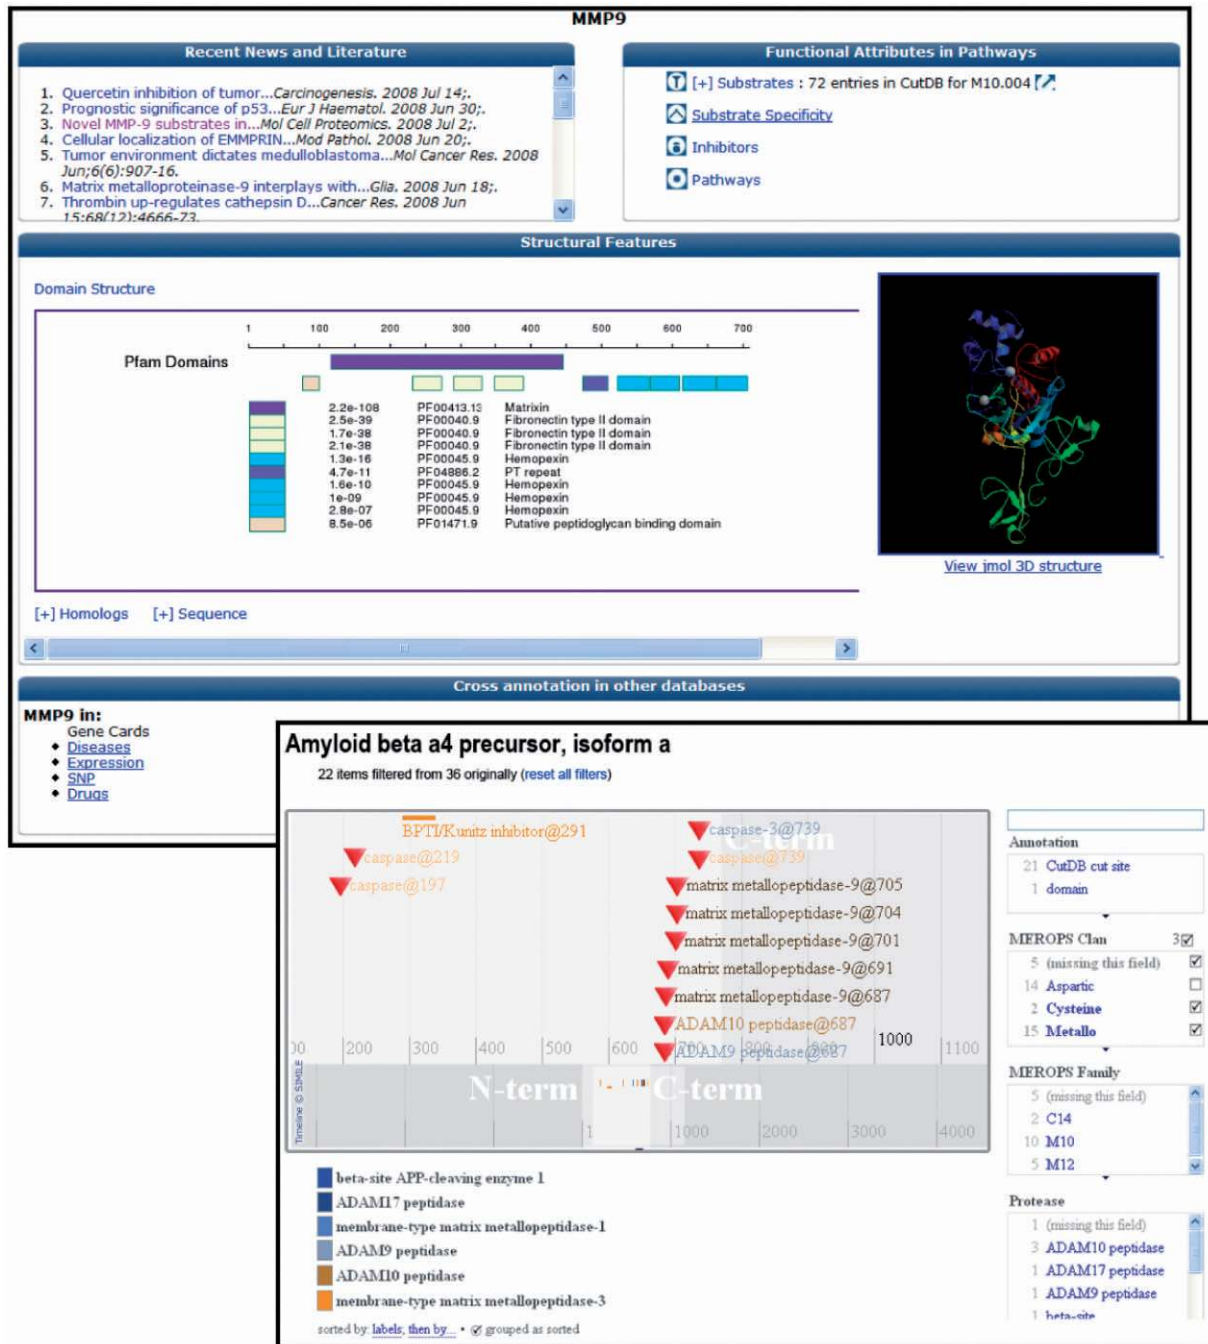 MMP9
Recent News and Literature
1. Quercetin inhibition of tumor...Carcinogenesis. 2008 Jul 14;.
2. Prognostic significance of p53...Eur J Haematol. 2008 Jun 30;.
3. Novel MMP-9 substrates in...Mol Cell Proteomics. 2008 Jul 2;.
4. Cellular localization of EMMPRIN...Mod Pathol. 2008 Jun 20;.
5. Tumor environment dictates medulloblastoma...Mol Cancer Res. 2008
Jun;6(6):907-16.
6. Matrix metalloproteinase-9 interplays with...Glia. 2008 Jun 18;.
7. Thrombin up-regulates cathepsin D...Cancer Res. 2008 Jun
15;68(12):4666-73.
Functional Attributes in Pathways
T [+] Substrates : 72 entries in CutDB for M10.004
Substrate Specificity
Inhibitors
Pathways
Structural Features
Domain Structure
1 100 200 300 400 500 600 700
Pfam Domains
2.2e-108 PF00413.13 Matrixin
2.5e-39 PF00040.9 Fibronectin type II domain
1.7e-38 PF00040.9 Fibronectin type II domain
2.1e-38 PF00040.9 Fibronectin type II domain
1.3e-16 PF00045.9 Hemopexin
4.7e-11 PF04886.2 PT repeat
1.6e-10 PF00045.9 Hemopexin
1e-09 PF00045.9 Hemopexin
2.8e-07 PF00045.9 Hemopexin
8.5e-06 PF01471.9 Putative peptidoglycan binding domain
View jmol 3D structure
[+] Homologs [+] Sequence
Cross annotation in other databases
MMP9 in:
Gene Cards
Diseases
Expression
SNP
Drugs
Amyloid beta a4 precursor, isoform a
22 items filtered from 36 originally (reset all filters)
BPTI/Kunitz inhibitor@291
caspase@219
caspase@197
caspase-3@739
C-term
caspase@739
matrix metallopeptidase-9@705
matrix metallopeptidase-9@704
matrix metallopeptidase-9@701
matrix metallopeptidase-9@691
matrix metallopeptidase-9@687
ADAM10 peptidase@687
ADAM9 peptidase@687
00 200 300 400 500 600 700 800 900 1000 1100
N-term C-term
1 1000 2000 3000 4000
Timeline © SIMILE
beta-site APP-cleaving enzyme 1
ADAM17 peptidase
membrane-type matrix metallopeptidase-1
ADAM9 peptidase
ADAM10 peptidase
membrane-type matrix metallopeptidase-3
sorted by: labels; then by... • grouped as sorted
Annotation
21 CutDB cut site
1 domain
MEROPS Clan 3
5 (missing this field)
14 Aspartic
2 Cysteine
15 Metallo
MEROPS Family
5 (missing this field)
2 C14
10 M10
5 M12
Protease
1 (missing this field)
3 ADAM10 peptidase
1 ADAM17 peptidase
1 ADAM9 peptidase
1 beta-site